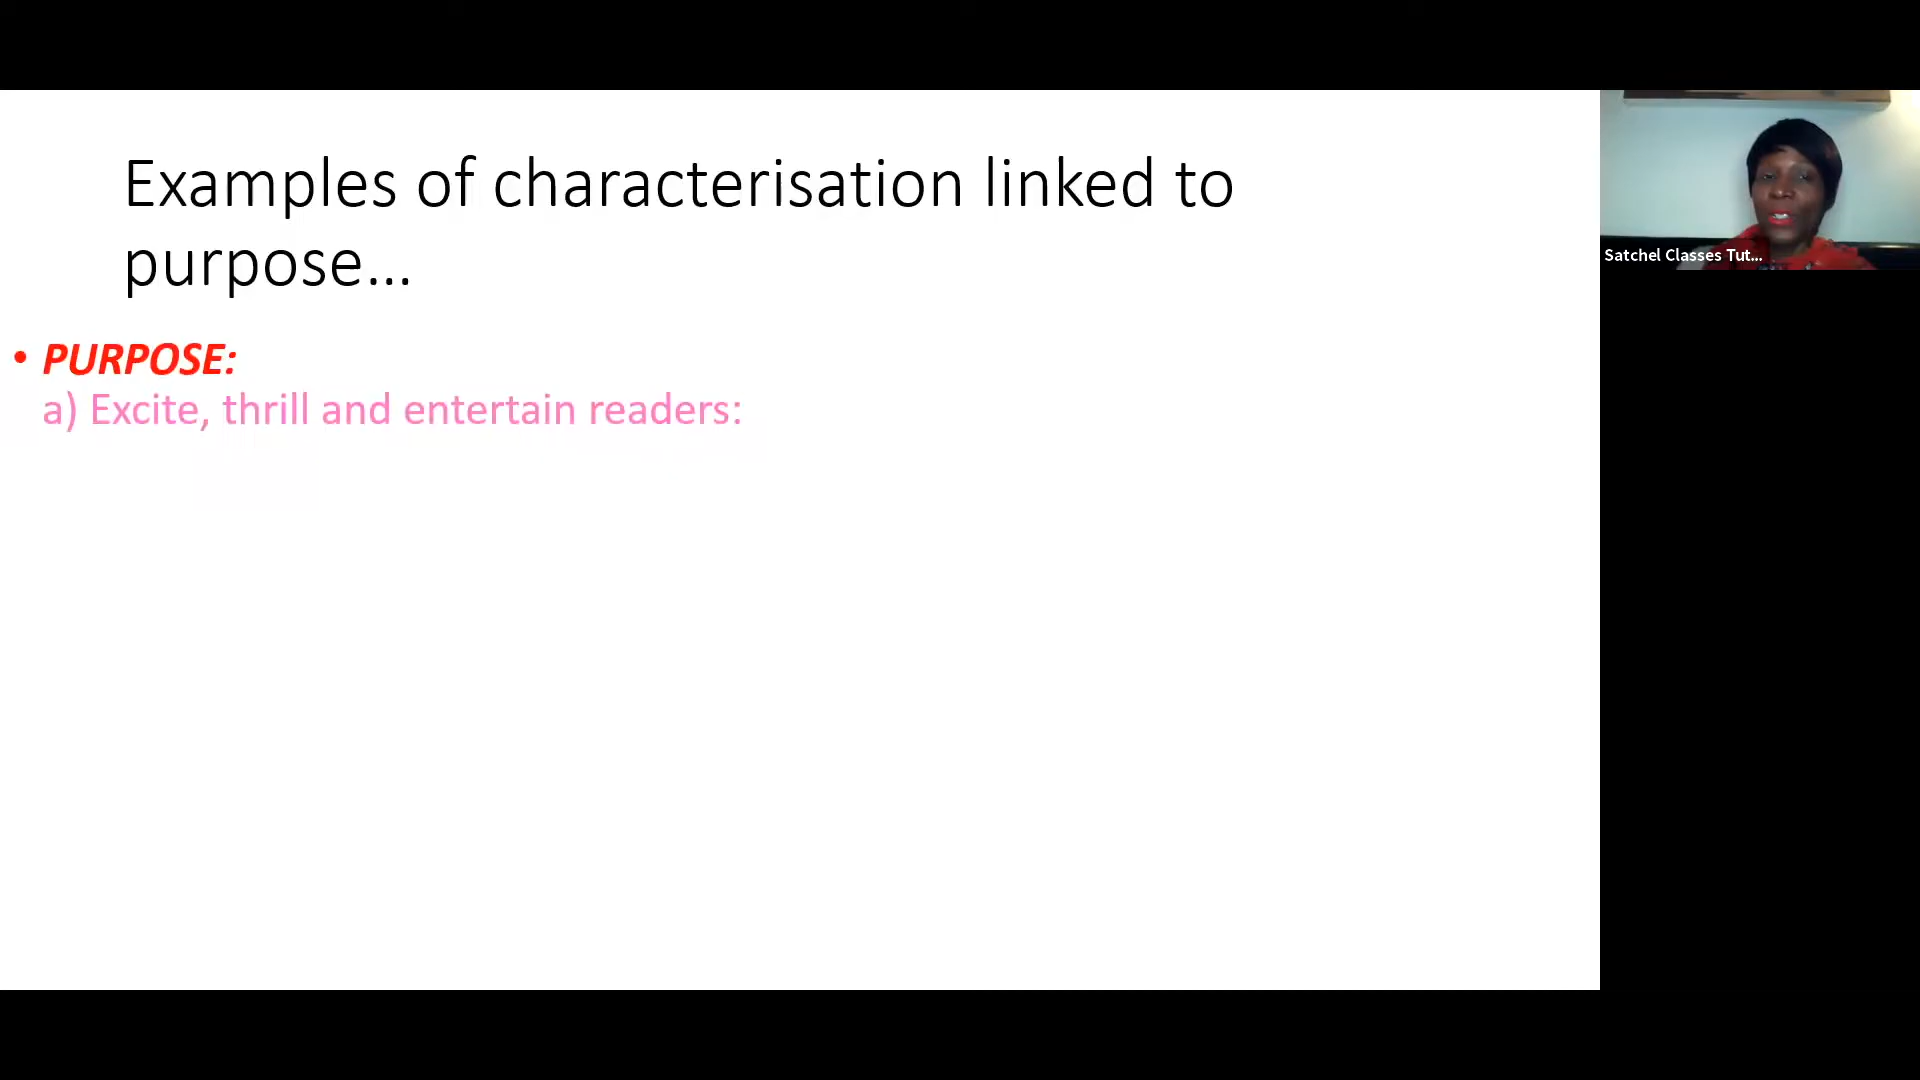 Examples of characterisation linked to
purpose...
• PURPOSE:
a) Excite, thrill and entertain readers:
Satchel Classes Tut...